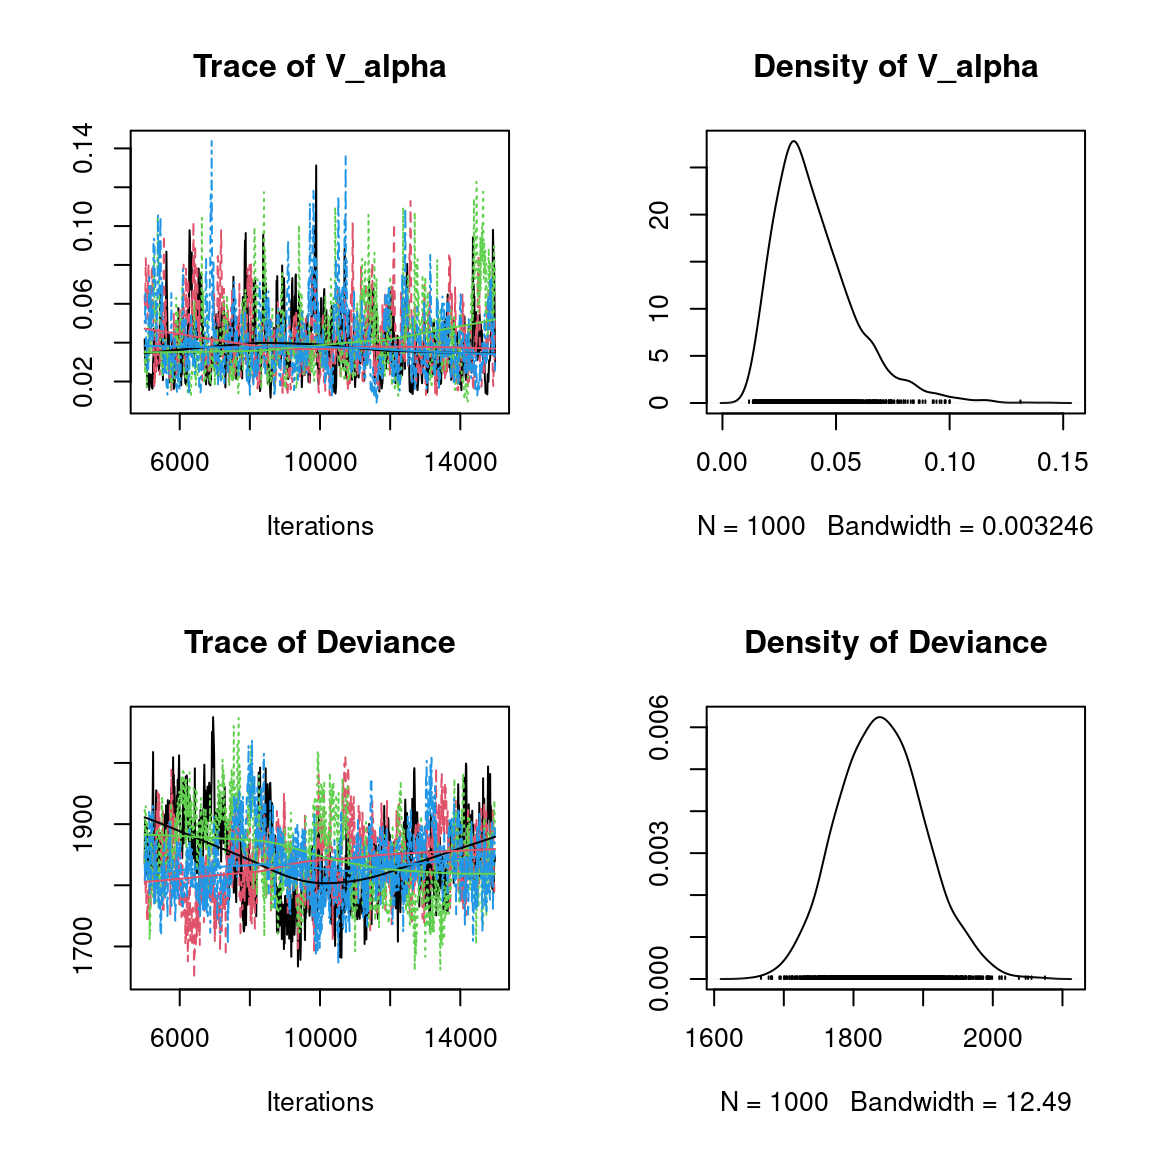 Trace of V_alpha
0.02 0.06 0.10 0.14
6000 10000 14000
Iterations
Density of V_alpha
0 5 10 20
0.00 0.05 0.10 0.15
N = 1000 Bandwidth = 0.003246
Trace of Deviance
1700 1900
6000 10000 14000
Iterations
Density of Deviance
0.000 0.003 0.006
1600 1800 2000
N = 1000 Bandwidth = 12.49